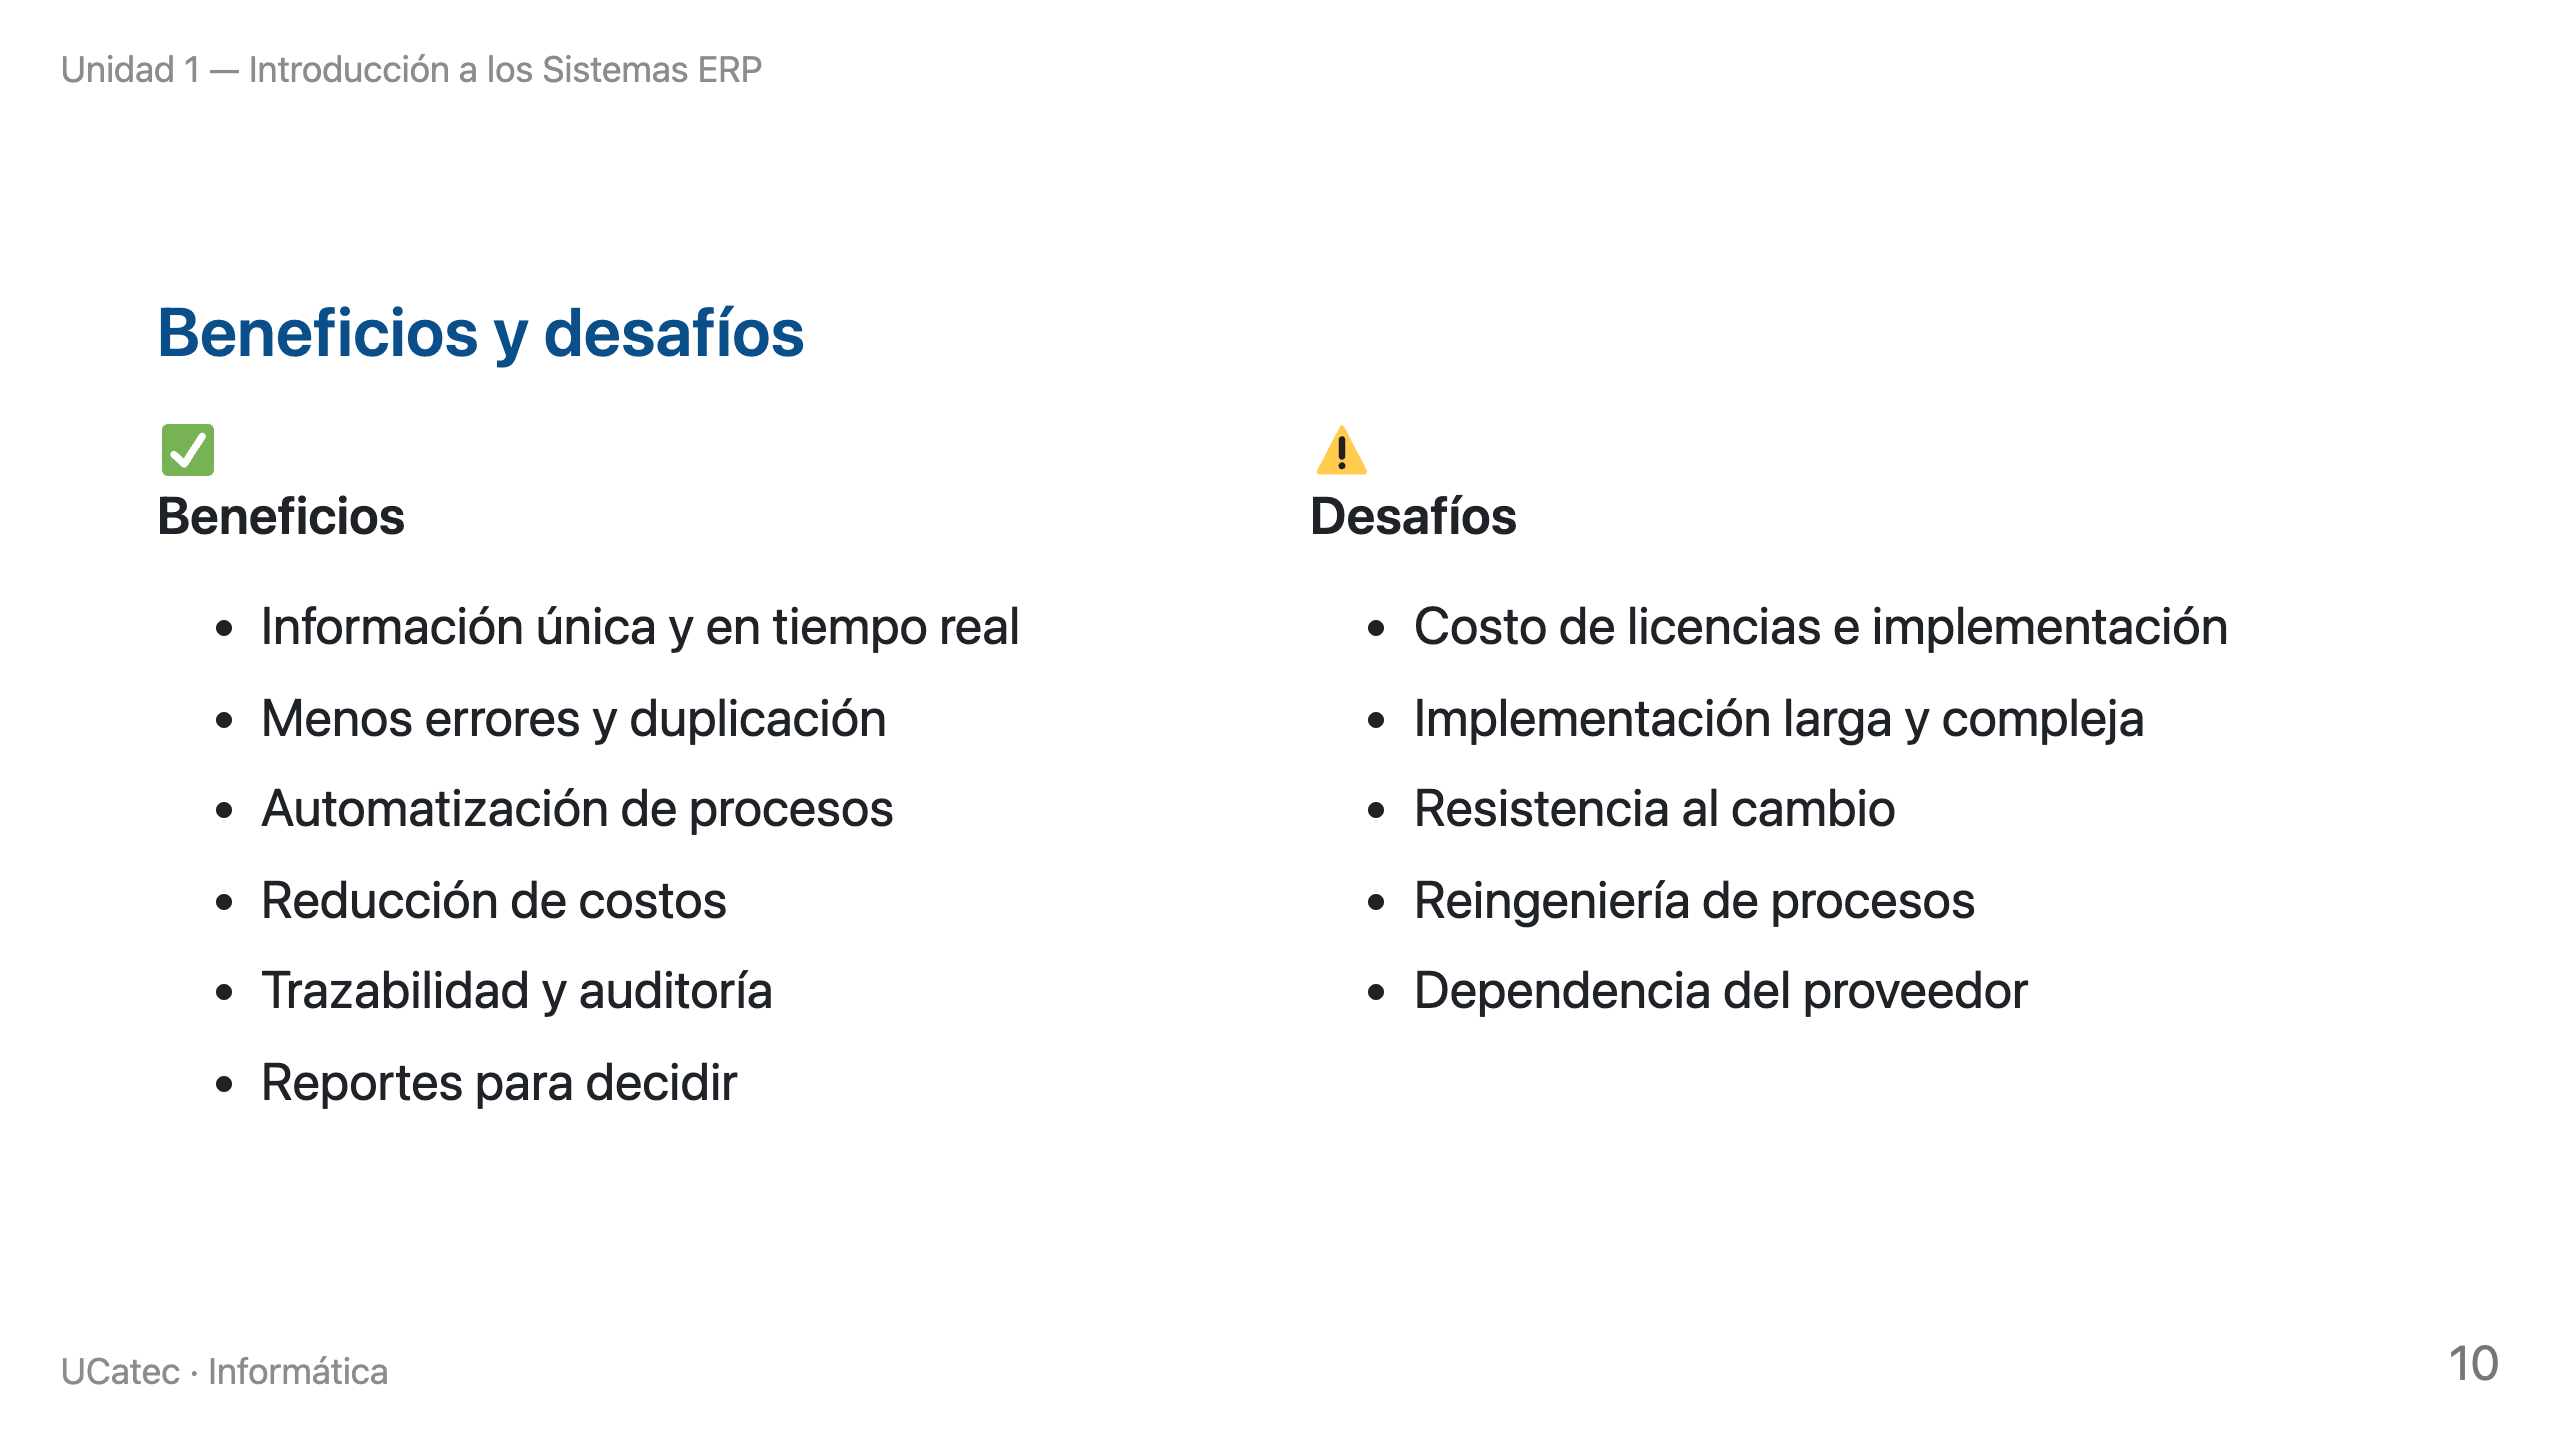 Unidad 1 — Introducción a los Sistemas ERP
Beneficios y desafíos
Beneficios
Información única y en tiempo real
Menos errores y duplicación
Automatización de procesos
Reducción de costos
Trazabilidad y auditoría
Reportes para decidir
Desafíos
Costo de licencias e implementación
Implementación larga y compleja
Resistencia al cambio
Reingeniería de procesos
Dependencia del proveedor
UCatec · Informática
10